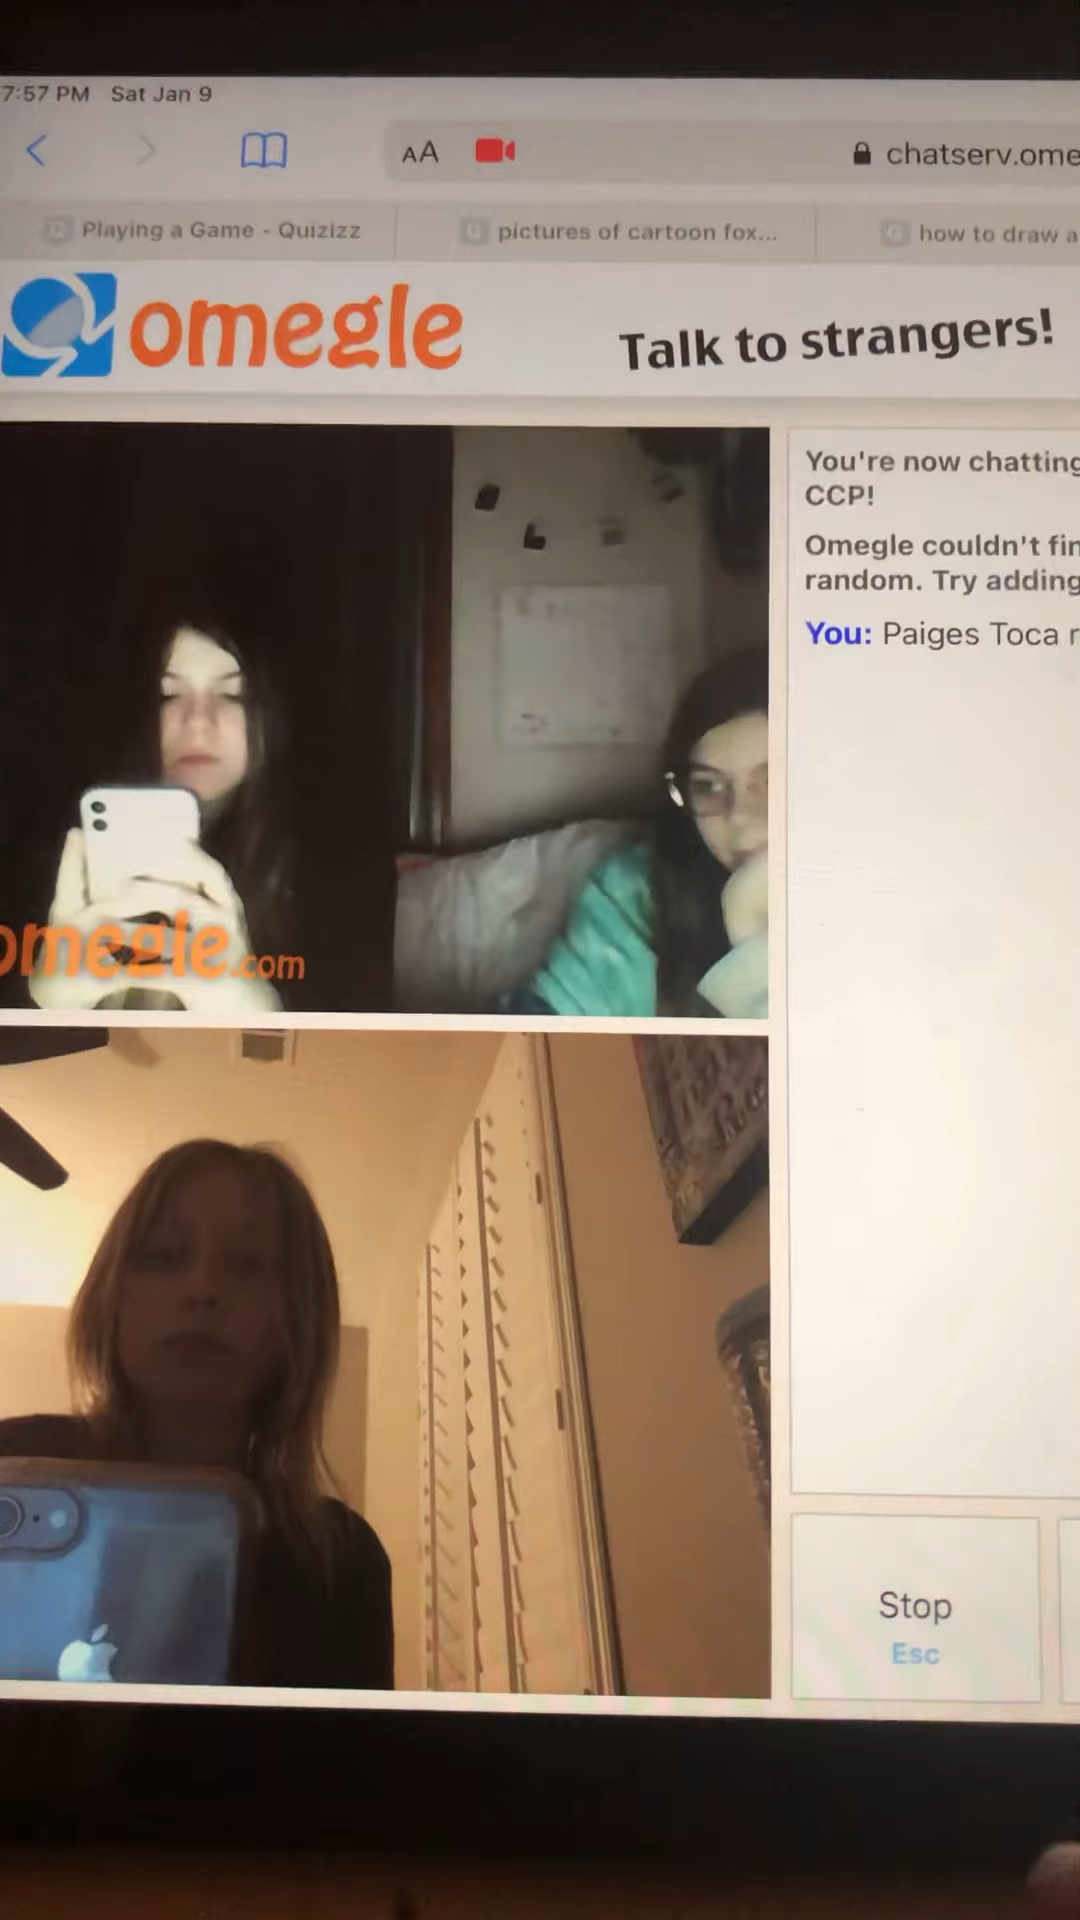 7:57 PM Sat Jan 9
AA chatserv.ome
Playing a Game - Quizizz pictures of cartoon fox... how to draw a
omegle Talk to strangers!
You're now chatting
CCP!
Omegle couldn't fin
random. Try adding
You: Paiges Toca r
omegle.com
Stop
Esc